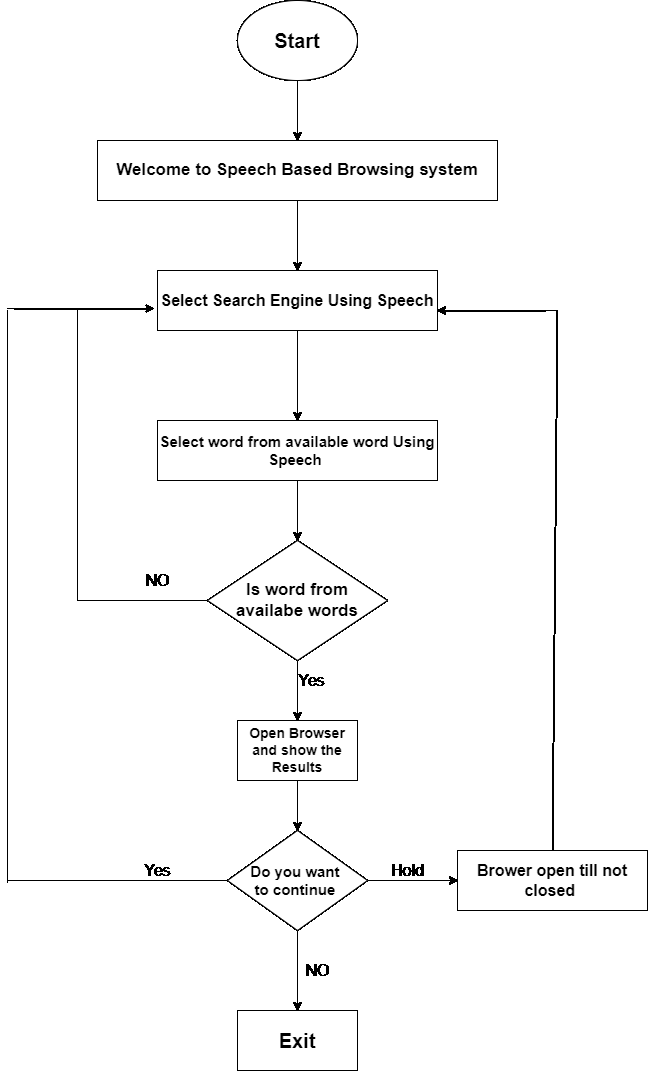 Start
Welcome to Speech Based Browsing system
Select Search Engine Using Speech
Select word from available word Using
Speech
NO
Is word from
availabe words
Yes
Open Browser
and show the
Results
Yes
Do you want
to continue
Hold
Brower open till not
closed
NO
Exit